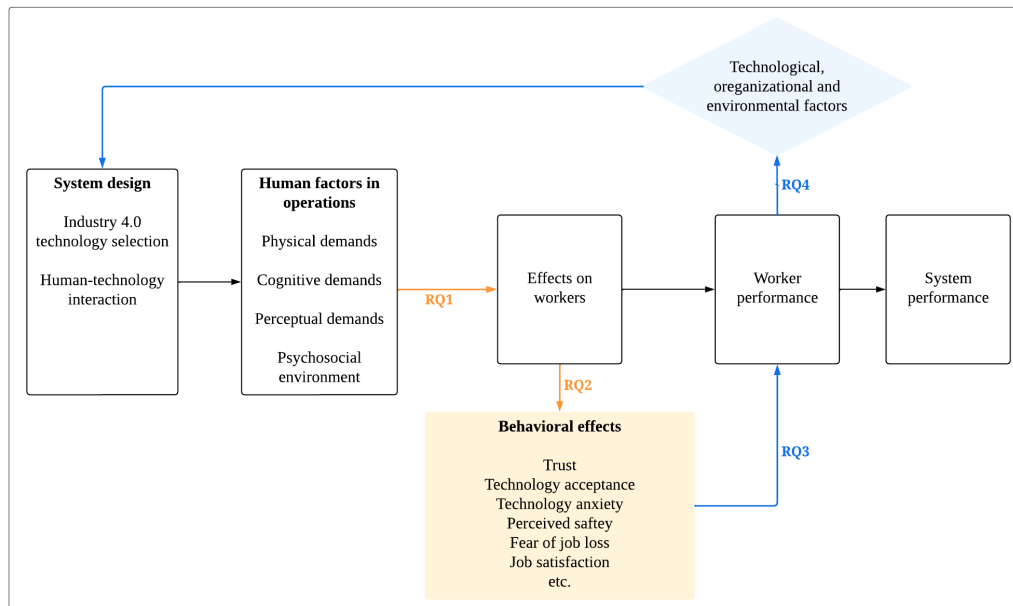 Technological,
oreganizational and
environmental factors
RQ4
System design
Industry 4.0
technology selection
Human-technology
interaction
Human factors in
operations
Physical demands
Cognitive demands
Perceptual demands
Psychosocial
environment
RQ1
Effects on
workers
Worker
performance
System
performance
RQ2
Behavioral effects
Trust
Technology acceptance
Technology anxiety
Perceived saftey
Fear of job loss
Job satisfaction
etc.
RQ3